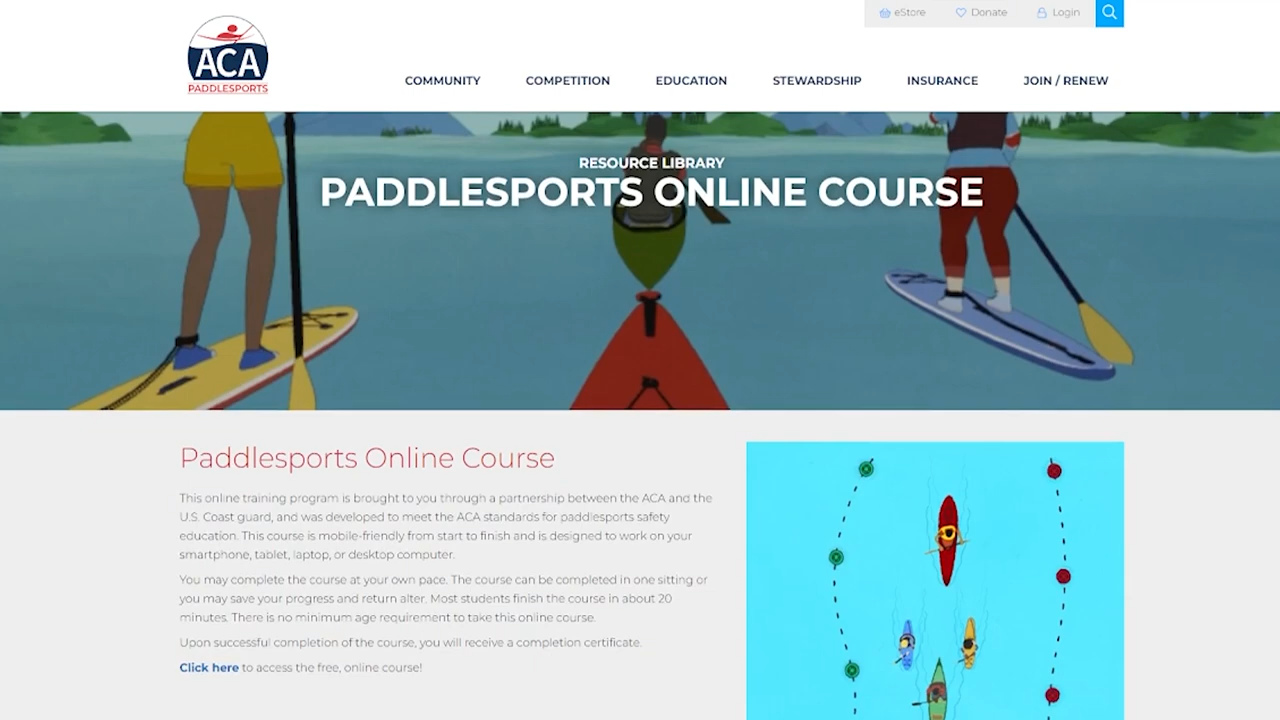 eStore
Donate
Login
ACA
PADDLESPORTS
COMMUNITY
COMPETITION
EDUCATION
STEWARDSHIP
INSURANCE
JOIN / RENEW
RESOURCE LIBRARY
PADDLESPORTS ONLINE COURSE
Paddlesports Online Course
This online training program is brought to you through a partnership between the ACA and the
U.S. Coast guard, and was developed to meet the ACA standards for paddlesports safety
education. This course is mobile-friendly from start to finish and is designed to work on your
smartphone, tablet, laptop, or desktop computer.
You may complete the course at your own pace. The course can be completed in one sitting or
you may save your progress and return alter. Most students finish the course in about 20
minutes. There is no minimum age requirement to take this online course.
Upon successful completion of the course, you will receive a completion certificate.
Click here to access the free, online course!